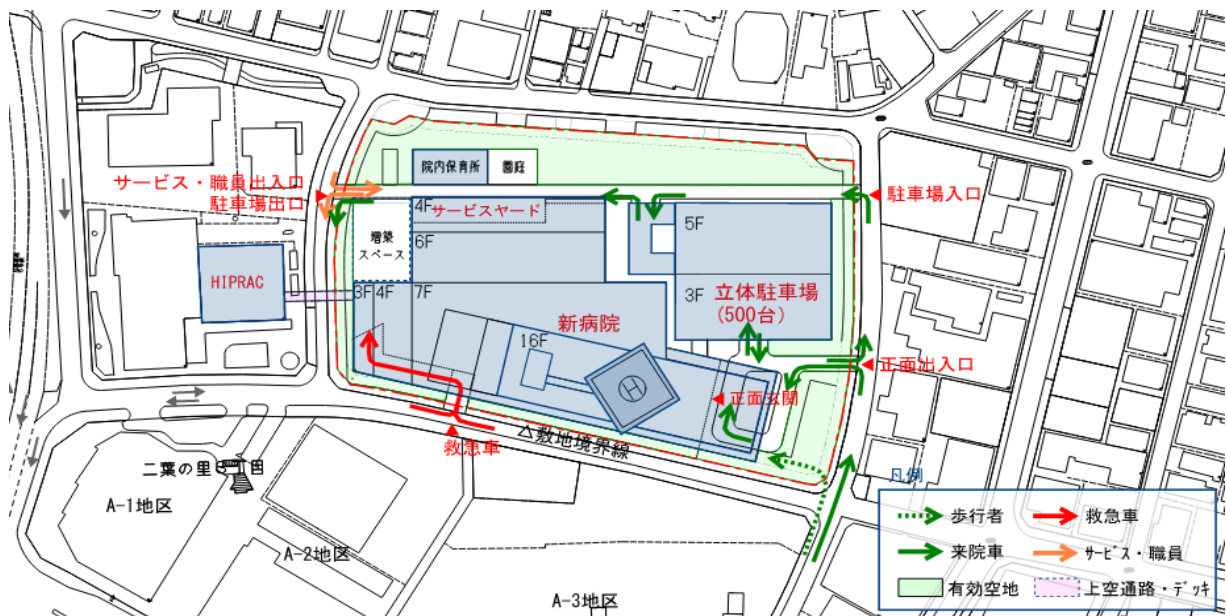 院内保育所
園庭
サービス・職員出入口
駐車場出口
駐車場入口
4F
サービスヤード
増築
スペース
6F
5F
HIPRAC
3F
4F
7F
3F
立体駐車場
(500台)
新病院
16F
H
正面出入口
正面玄関
救急車
△敷地境界線
二葉の里
A-1地区
A-2地区
A-3地区
凡例
歩行者
救急車
来院車
サービス・職員
有効空地
上空通路・デッキ